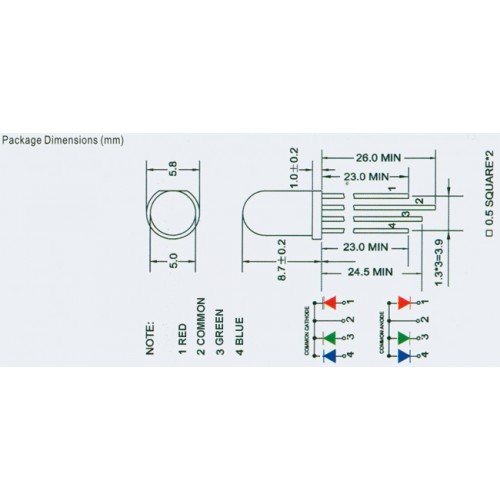 Package Dimensions (mm)
5.8
5.0
1.0±0.2
8.7±0.2
26.0 MIN
23.0 MIN
1
2
3
4
23.0 MIN
24.5 MIN
1.3*3=3.9
□ 0.5 SQUARE*2
NOTE:
1 RED
2 COMMON
3 GREEN
4 BLUE
COMMON CATHODE
1
2
3
4
COMMON ANODE
1
2
3
4